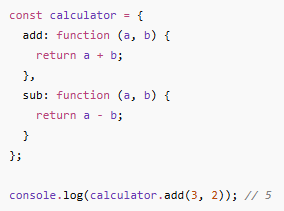 const calculator = {
  add: function (a, b) {
    return a + b;
  },
  sub: function (a, b) {
    return a - b;
  }
};

console.log(calculator.add(3, 2)); // 5